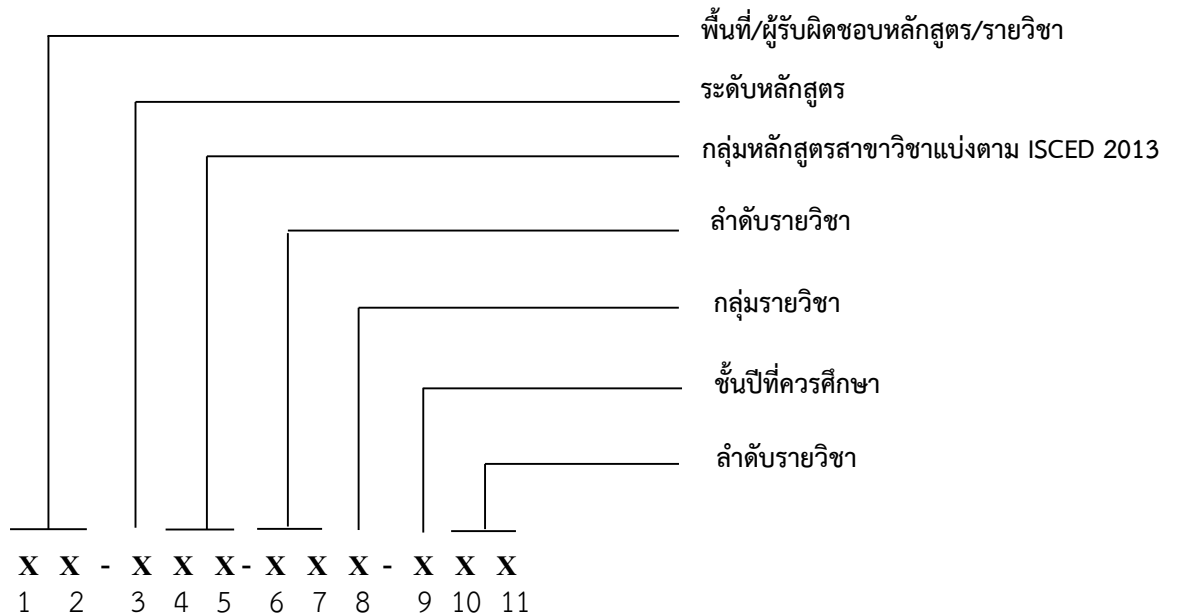 พื้นที่/ผู้รับผิดชอบหลักสูตร/รายวิชา
ระดับหลักสูตร
กลุ่มหลักสูตรสาขาวิชาแบ่งตาม ISCED 2013
ลำดับรายวิชา
กลุ่มรายวิชา
ชั้นปีที่ควรศึกษา
ลำดับรายวิชา
X X - X X X - X X X - X X X
1 2 3 4 5 6 7 8 9 10 11